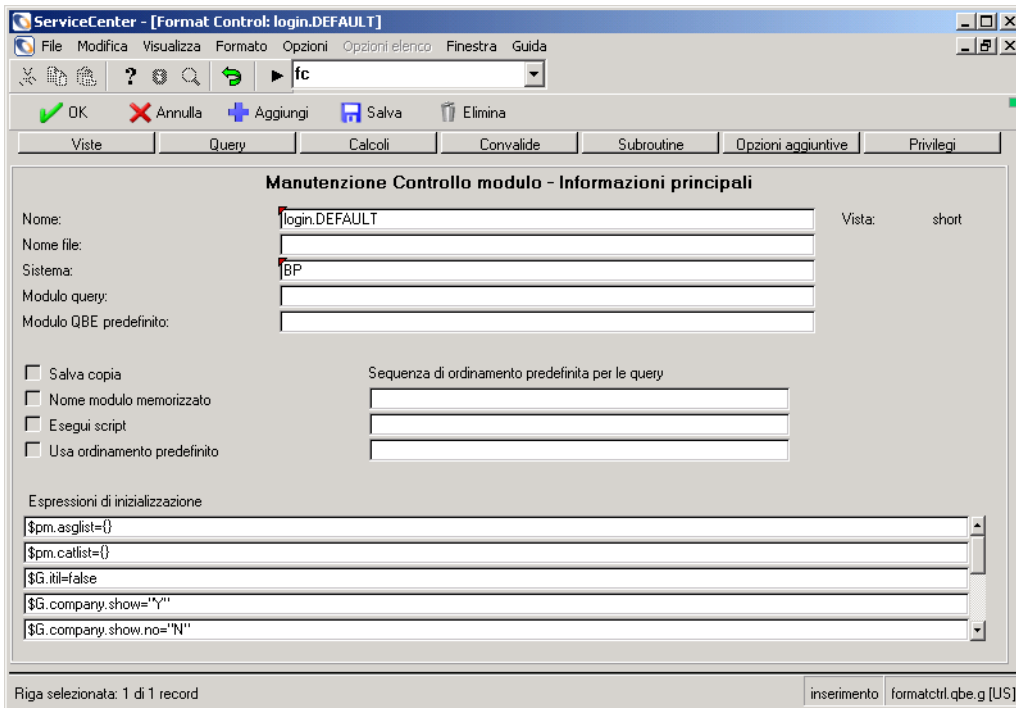 ServiceCenter - [Format Control: login.DEFAULT]
File Modifica Visualizza Formato Opzioni Opzioni elenco Finestra Guida
fc
OK Annulla Aggiungi Salva Elimina
Viste Query Calcoli Convalide Subroutine Opzioni aggiuntive Privilegi
Manutenzione Controllo modulo - Informazioni principali
Nome: login.DEFAULT Vista: short
Nome file:
Sistema: BP
Modulo query:
Modulo QBE predefinito:
Salva copia Sequenza di ordinamento predefinita per le query
Nome modulo memorizzato
Esegui script
Usa ordinamento predefinito
Espressioni di inizializzazione
$pm.asglist={}
$pm.catlist={}
$G.itil=false
$G.company.show="Y"
$G.company.show.no="N"
Riga selezionata: 1 di 1 record inserimento formatctrl.qbe.g [US]